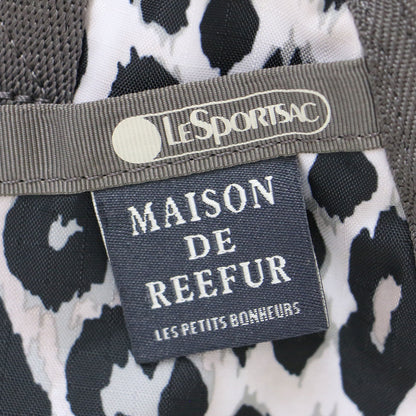 LeSportsac
MAISON
DE
REEFUR
LES PETITS BONHEURS